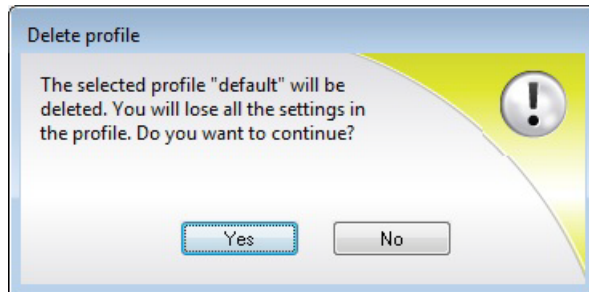 Delete profile
The selected profile "default" will be
deleted. You will lose all the settings in
the profile. Do you want to continue?
Yes
No